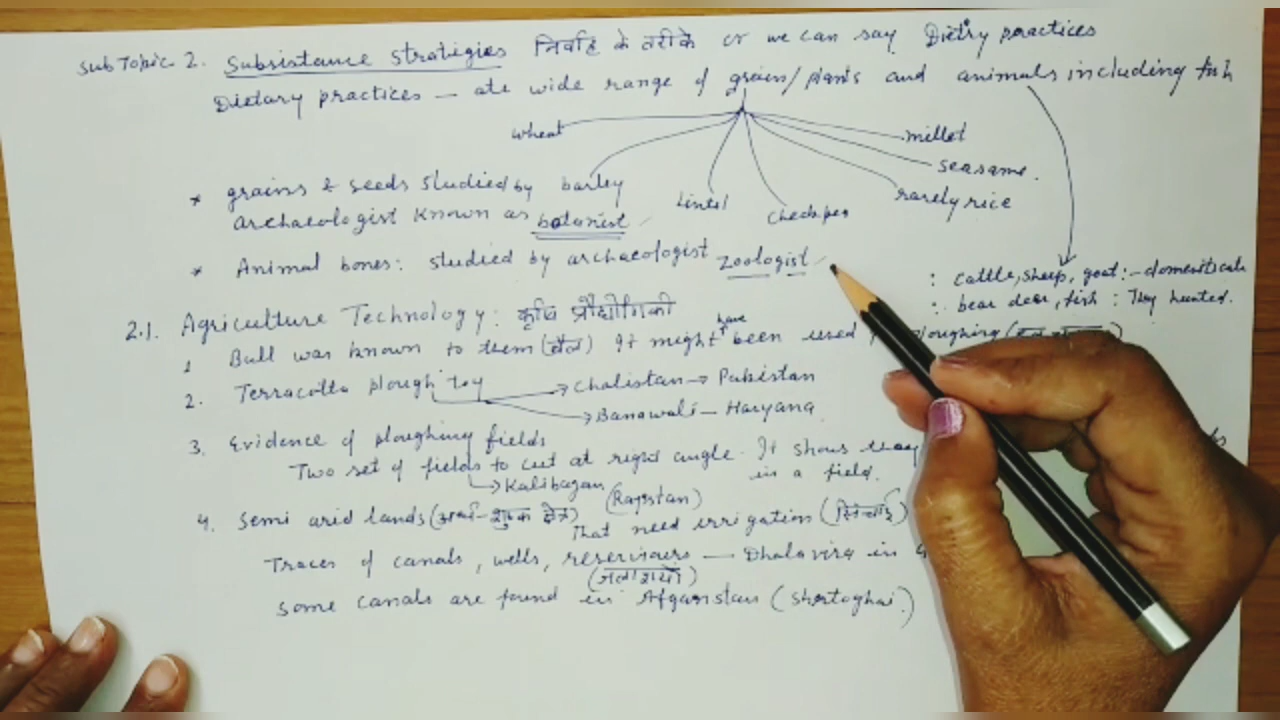 sub Topic 2. Subsistance strategies निर्वाह के तरीके or we can say Dietry practices
Dietary practices — ate wide range of grains/plants and animals including fish
wheat
millet
seasame.
* grains & seeds studied by barley
lintel
rarely rice
archaeologist known as botanist
* Animal bones: studied by archaeologist zoologist
: cattle, sheep, goat :- domesticate
: bear deer, fish : They hunted.
2.1. Agriculture Technology: कृषि प्रौद्योगिकी
have
1 Bull was known to them (बैल) It might been used ploughing
2. Terracotta plough toy → Cholistan → Pakistan
→ Banawali — Haryana
3. Evidence of ploughing fields
Two set of fields to cut at right angle. It shows
in a field.
→ Kalibagan (Rajstan)
4. Semi arid lands (अर्ध-शुष्क क्षेत्र) That need irrigation (सिंचाई)
Traces of canals, wells, reserviours — Dhalavira in
(जलाशयों)
some canals are found in Afganstan (Shortoghai)